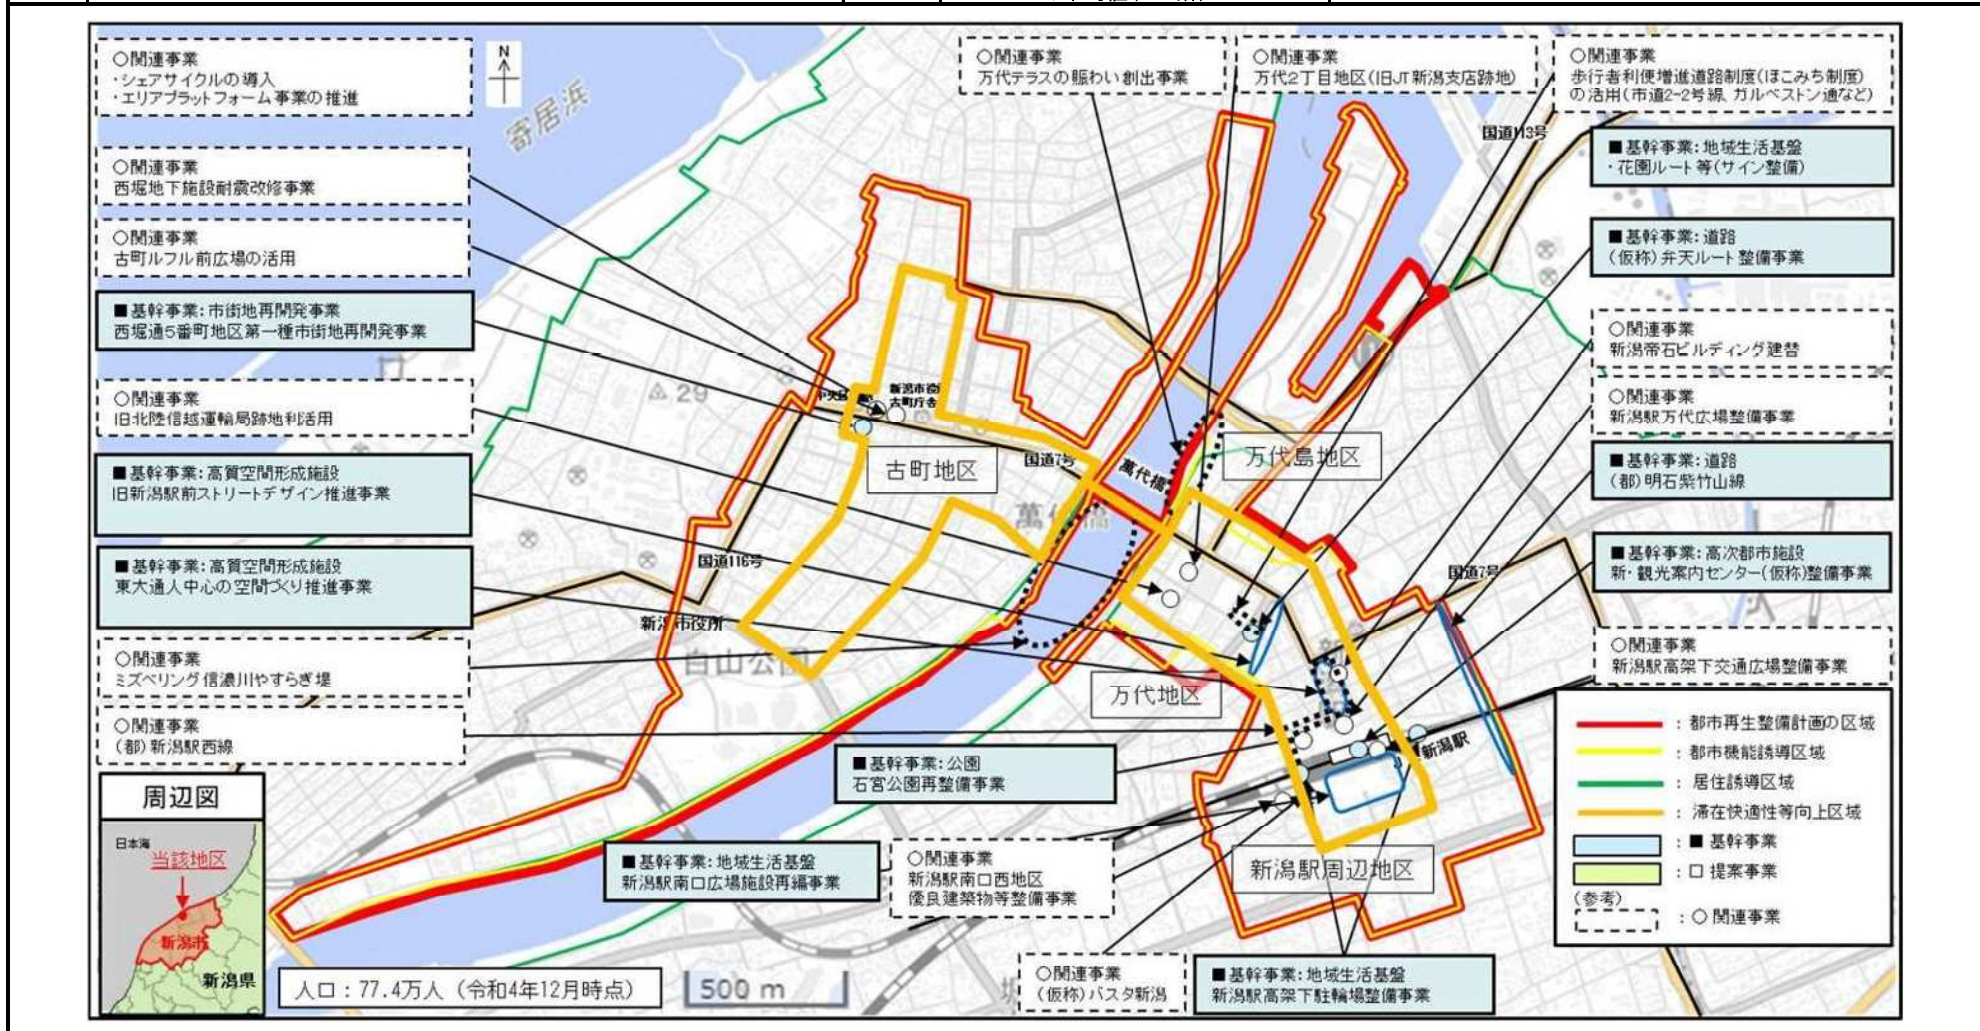 ○関連事業
・シェアサイクルの導入
・エリアプラットフォーム事業の推進
N
寄居浜
○関連事業
万代テラスの賑わい創出事業
○関連事業
万代2丁目地区(旧JT新潟支店跡地)
○関連事業
歩行者利便増進道路制度(ほこみち制度)
の活用(市道2-2号線、ガルベストン通など)
国道113号
■基幹事業:地域生活基盤
・花園ルート等(サイン整備)
○関連事業
西堀地下施設耐震改修事業
○関連事業
古町ルフル前広場の活用
■基幹事業:道路
(仮称)弁天ルート整備事業
■基幹事業:市街地再開発事業
西堀通5番町地区第一種市街地再開発事業
○関連事業
新潟帝石ビルディング建替
29
新潟市役
古町庁舎
○関連事業
旧北陸信越運輸局跡地利活用
○関連事業
新潟駅万代広場整備事業
古町地区
国道7号
萬代橋
万代島地区
■基幹事業:道路
(都)明石紫竹山線
■基幹事業:高質空間形成施設
旧新潟駅前ストリートデザイン推進事業
国道116号
国道7号
■基幹事業:高次都市施設
新・観光案内センター(仮称)整備事業
■基幹事業:高質空間形成施設
東大通人中心の空間づくり推進事業
新潟市役所
白山公園
○関連事業
ミズベリング信濃川やすらぎ堤
万代地区
○関連事業
新潟駅高架下交通広場整備事業
○関連事業
(都)新潟駅西線
新潟駅
■基幹事業:公園
石宮公園再整備事業
:都市再生整備計画の区域
:都市機能誘導区域
:居住誘導区域
:滞在快適性等向上区域
:■基幹事業
:□提案事業
(参考)
:○関連事業
周辺図
日本海
当該地区
新潟市
新潟県
■基幹事業:地域生活基盤
新潟駅南口広場施設再編事業
○関連事業
新潟駅南口西地区
優良建築物等整備事業
新潟駅周辺地区
人口:77.4万人(令和4年12月時点)
500 m
○関連事業
(仮称)バスタ新潟
■基幹事業:地域生活基盤
新潟駅高架下駐輪場整備事業